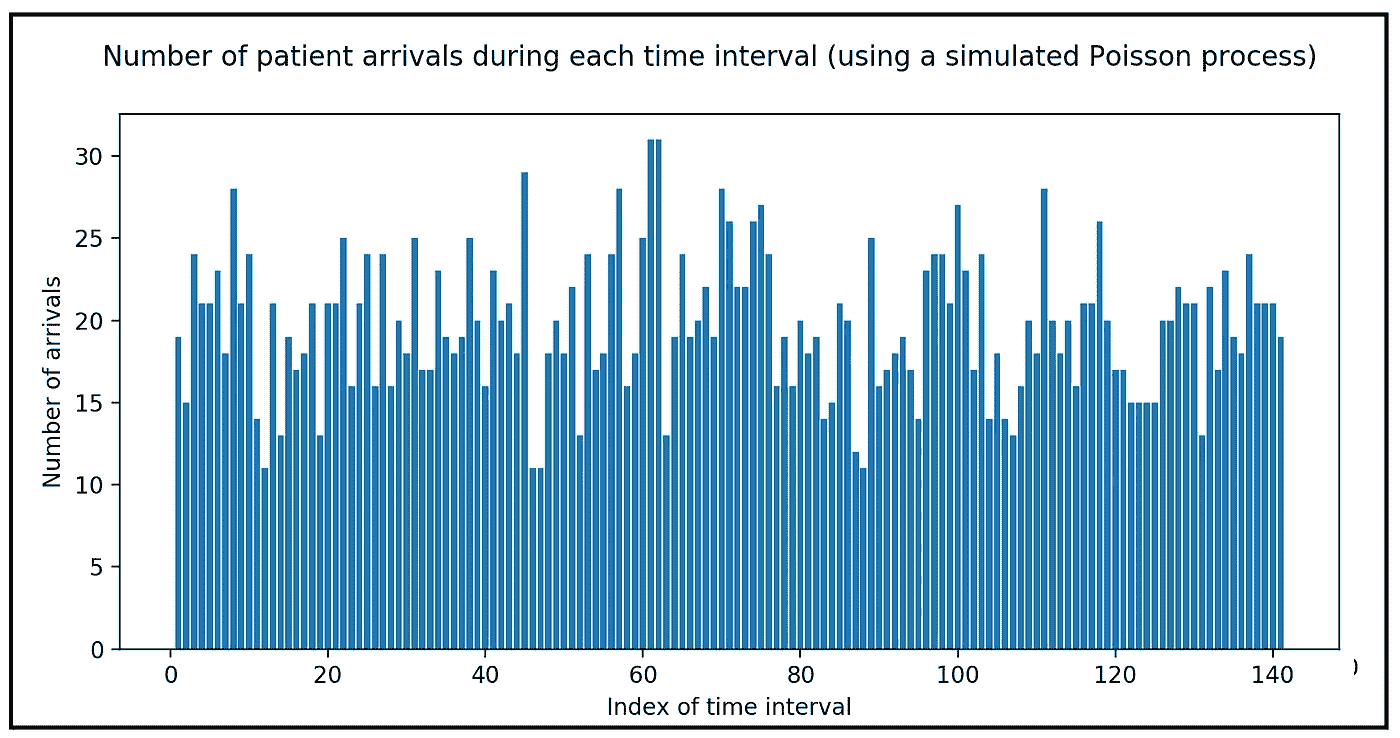 Number of patient arrivals during each time interval (using a simulated Poisson process)
Number of arrivals
30
25
20
15
10
5
0
0 20 40 60 80 100 120 140
Index of time interval
)